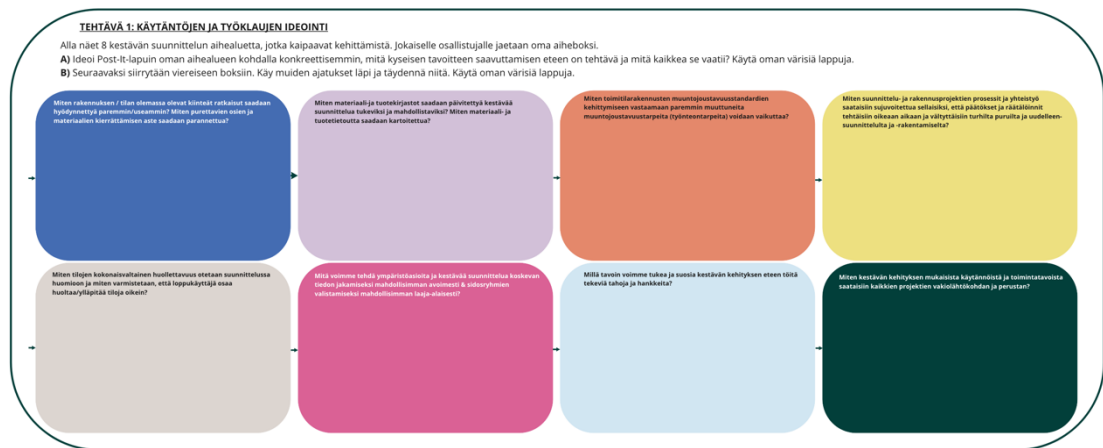 TEHTÄVÄ 1: KÄYTÄNTÖJEN JA TYÖKLAUJEN IDEOINTI
Alla näet 8 kestävän suunnittelun aihealuetta, jotka kaipaavat kehittämistä. Jokaiselle osallistujalle jaetaan oma aiheboksi.
A) Ideoi Post-It-lapuin oman aihealueen kohdalla konkreettisemmin, mitä kyseisen tavoitteen saavuttamisen eteen on tehtävä ja mitä kaikkea se vaatii? Käytä oman värisiä lappuja.
B) Seuraavaksi siirrytään viereiseen boksiin. Käy muiden ajatukset läpi ja täydennä niitä. Käytä oman värisiä lappuja.
Miten rakennuksen / tilan olemassa olevat kiinteät ratkaisut saadaan
hyödynnettyä paremmin/useammin? Miten purettavien osien ja
materiaalien kierrättämisen aste saadaan parannettua?
Miten materiaali-ja tuotekirjastot saadaan päivitettyä kestävää
suunnittelua tukeviksi ja mahdollistaviksi? Miten materiaali- ja
tuotetietoutta saadaan kartoitettua?
Miten toimitilarakennusten muuntojoustavuusstandardien
kehittymiseen vastaamaan paremmin muuttuneita
muuntojoustavuustarpeita (työnteontarpeita) voidaan vaikuttaa?
Miten suunnittelu- ja rakennusprojektien prosessit ja yhteistyö
saataisiin sujuvoitettua sellaisiksi, että päätökset ja räätälöinnit
tehtäisiin oikeaan aikaan ja vältyttäisiin turhilta puruilta ja uudelleen-
suunnittelulta ja -rakentamiselta?
Miten tilojen kokonaisvaltainen huollettavuus otetaan suunnittelussa
huomioon ja miten varmistetaan, että loppukäyttäjä osaa
huoltaa/ylläpitää tiloja oikein?
Mitä voimme tehdä ympäristöasioita ja kestävää suunnittelua koskevan
tiedon jakamiseksi mahdollisimman avoimesti & sidosryhmien
valistamiseksi mahdollisimman laaja-alaisesti?
Millä tavoin voimme tukea ja suosia kestävän kehityksen eteen töitä
tekeviä tahoja ja hankkeita?
Miten kestävän kehityksen mukaisista käytännöistä ja toimintatavoista
saataisiin kaikkien projektien vakiolähtökohdan ja perustan?